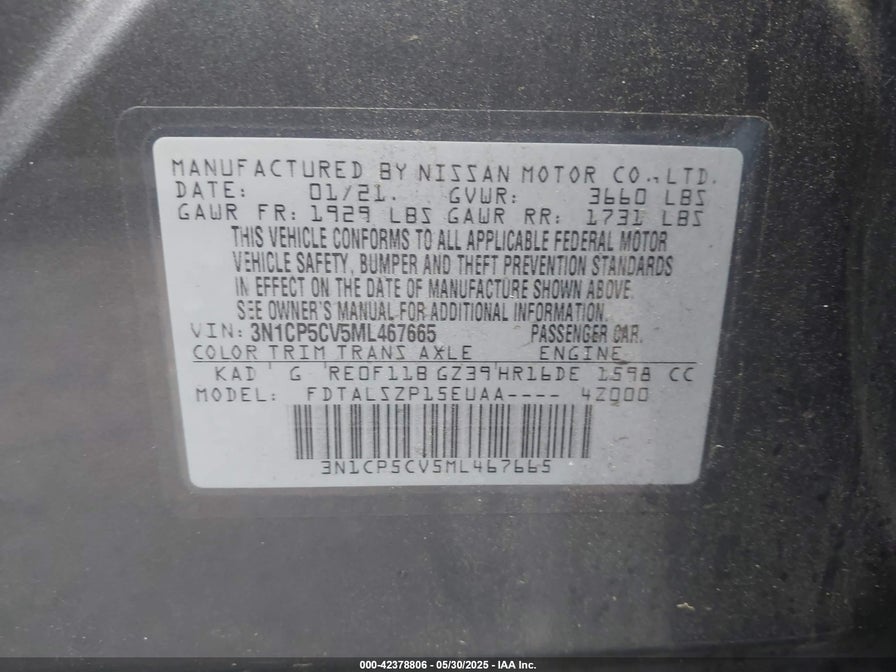 MANUFACTURED BY NISSAN MOTOR CO., LTD.
DATE: 01/21. GVWR: 3660 LBS
GAWR FR: 1929 LBS GAWR RR: 1731 LBS
THIS VEHICLE CONFORMS TO ALL APPLICABLE FEDERAL MOTOR
VEHICLE SAFETY, BUMPER AND THEFT PREVENTION STANDARDS
IN EFFECT ON THE DATE OF MANUFACTURE SHOWN ABOVE.
SEE OWNER'S MANUAL FOR ADDITIONAL INFORMATION.
VIN: 3N1CP5CV5ML467665 PASSENGER CAR.
COLOR TRIM TRANS AXLE ENGINE
KAD G RE0F11B GZ39 HR16DE 1598 CC
MODEL: FDTALSZP15EUAA---- 4Z000
3N1CP5CV5ML467665
000-42378806 - 05/30/2025 - IAA Inc.